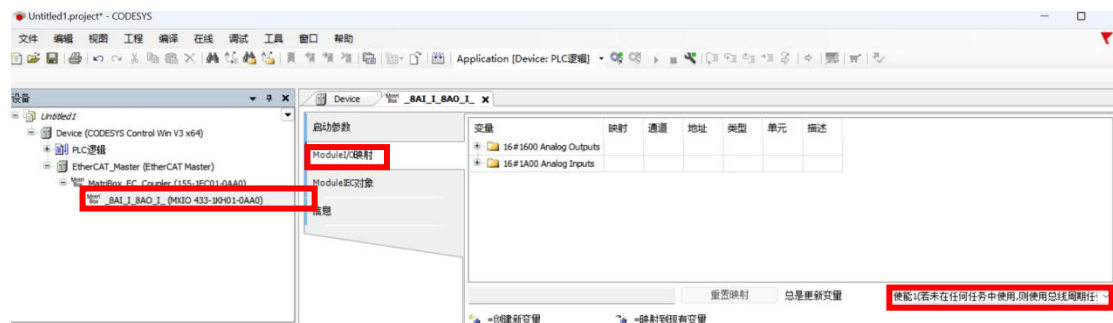 Untitled1.project* - CODESYS
文件 编辑 视图 工程 编译 在线 调试 工具 窗口 帮助
Application [Device: PLC逻辑]
设备
Device
_8AI_I_8AO_I_
Untitled1
Device (CODESYS Control Win V3 x64)
PLC逻辑
EtherCAT_Master (EtherCAT Master)
MatriBox_EC_Coupler (155-1EC01-0AA0)
_8AI_I_8AO_I_ (MXIO 433-1KH01-0AA0)
启动参数
ModuleI/O映射
ModuleIEC对象
信息
变量 映射 通道 地址 类型 单元 描述
16#1600 Analog Outputs
16#1A00 Analog Inputs
重置映射 总是更新变量 使能1(若未在任何任务中使用,则使用总线周期任
=创建新变量 =映射到现有变量